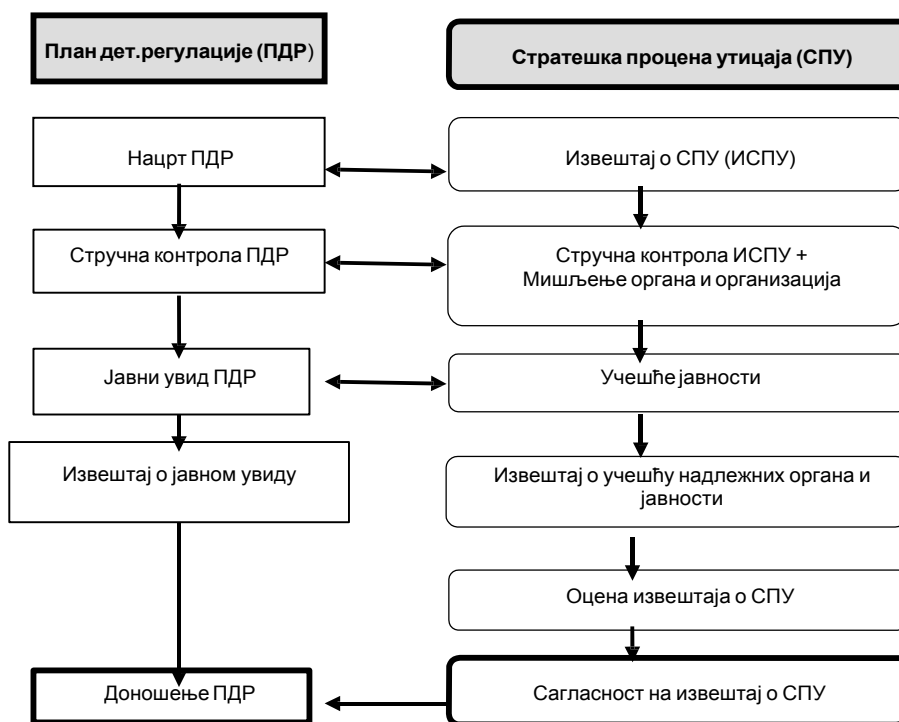 План дет.регулације (ПДР)
Стратешка процена утицаја (СПУ)
Нацрт ПДР
Извештај о СПУ (ИСПУ)
Стручна контрола ПДР
Стручна контрола ИСПУ +
Мишљење органа и организација
Јавни увид ПДР
Учешће јавности
Извештај о јавном увиду
Извештај о учешћу надлежних органа и
јавности
Оцена извештаја о СПУ
Доношење ПДР
Сагласност на извештај о СПУ